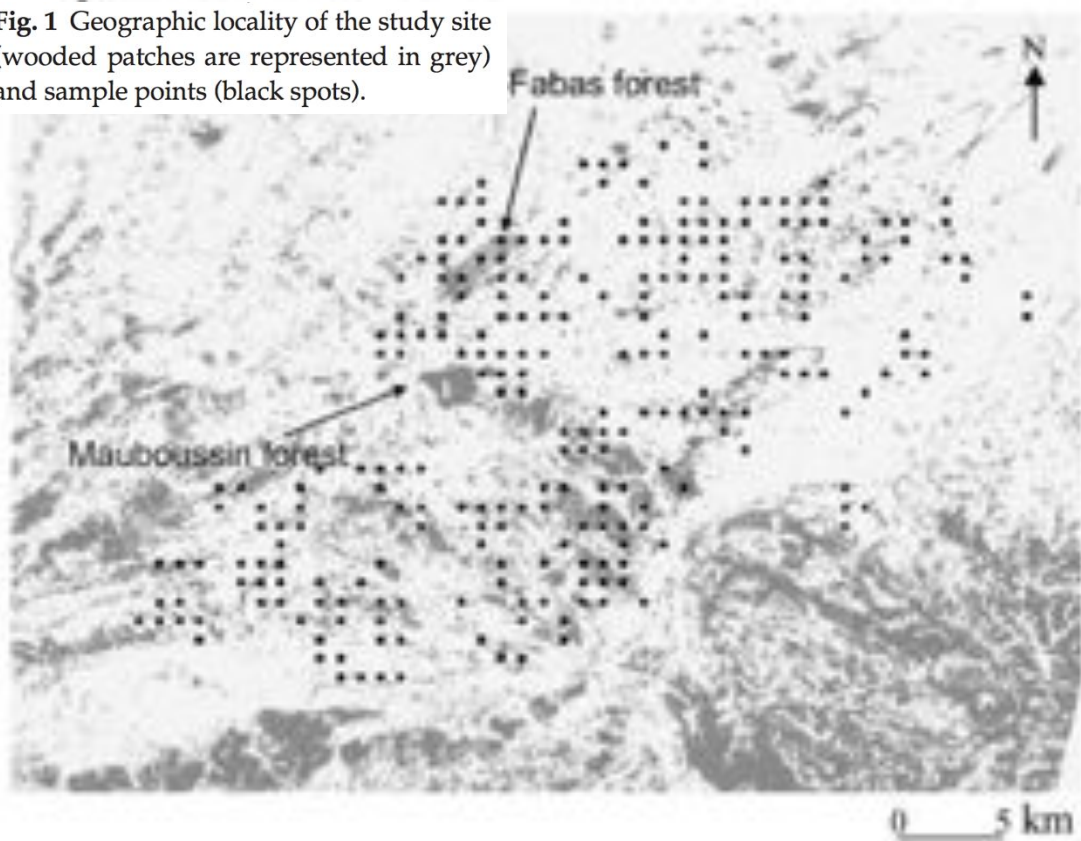 Fig. 1 Geographic locality of the study site
(wooded patches are represented in grey)
and sample points (black spots).
N
Fabas forest
Mauboussin forest
0 5 km